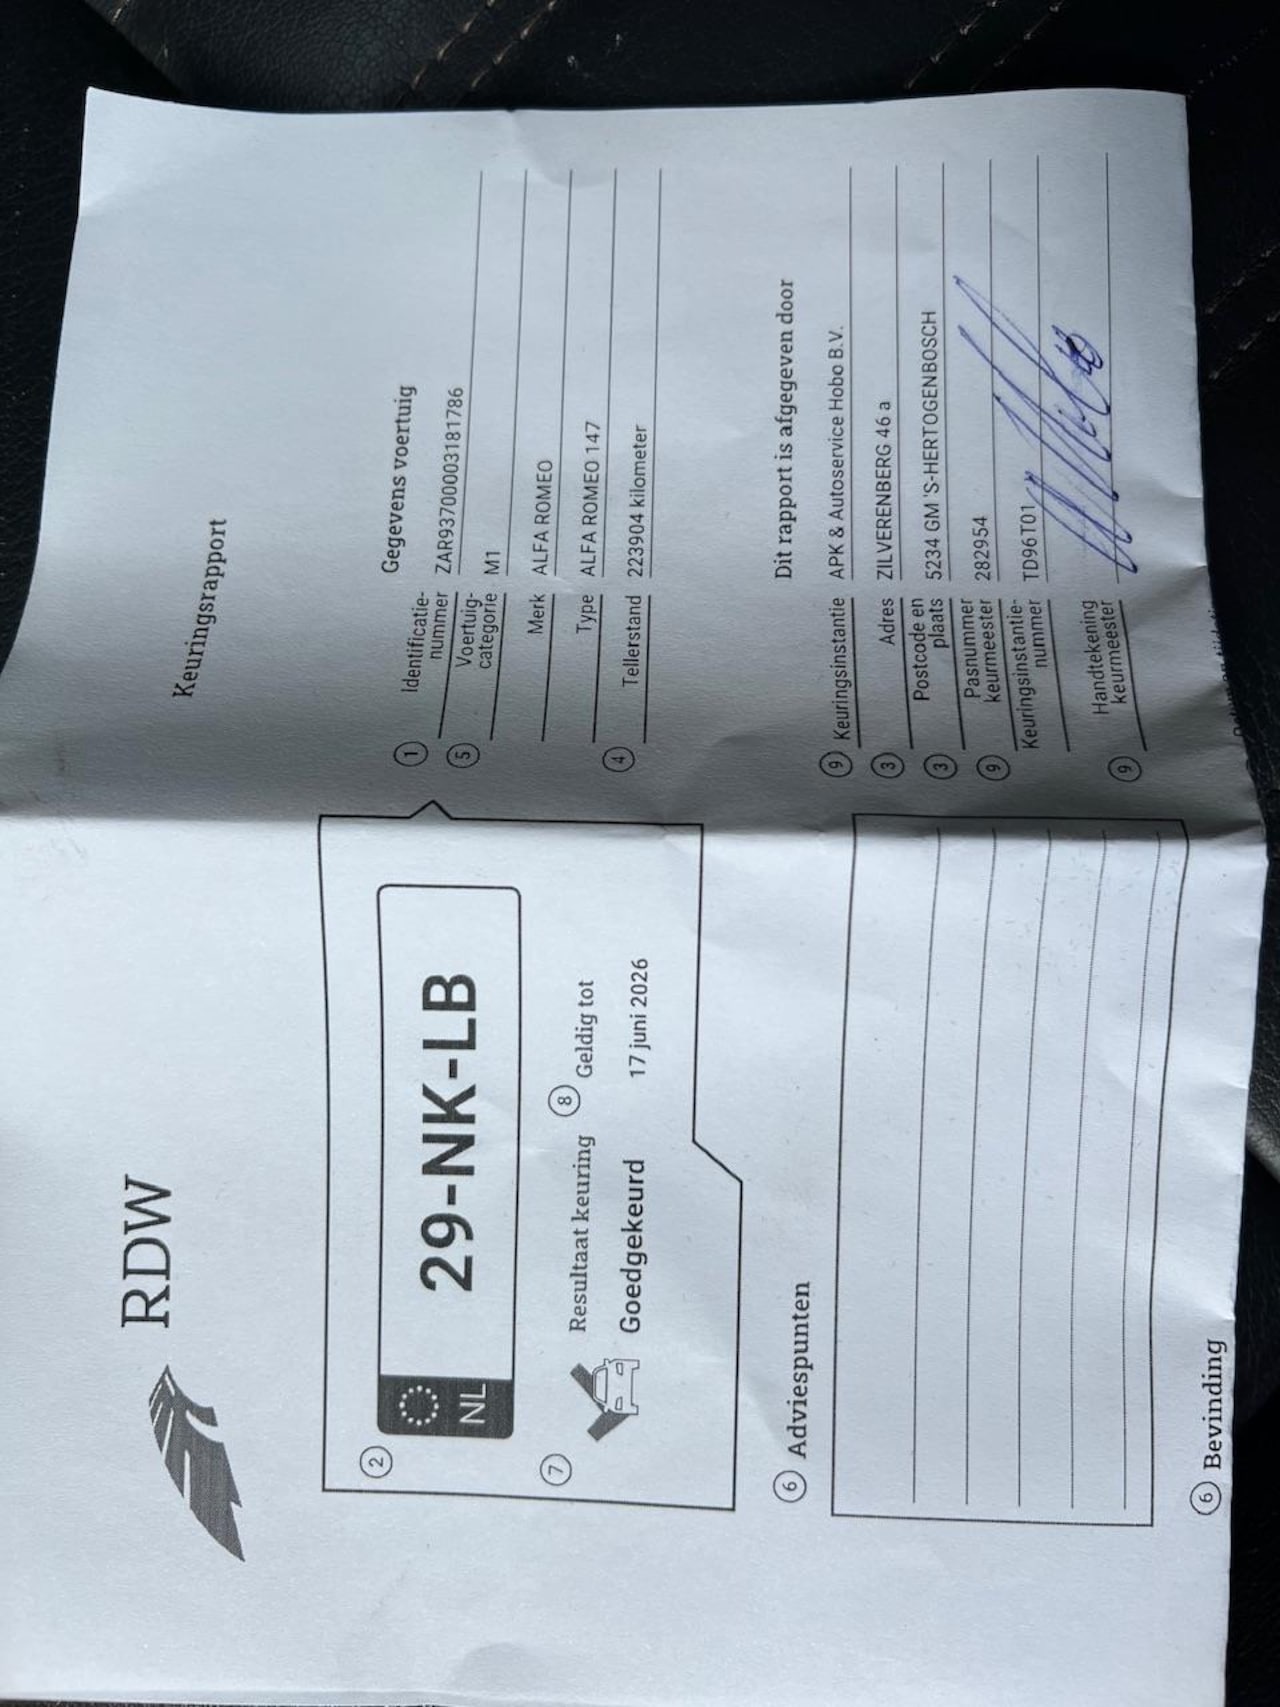 RDW
Keuringsrapport
2
NL
29-NK-LB
7
Resultaat keuring
Goedgekeurd
8
Geldig tot
17 juni 2026
Gegevens voertuig
1
Identificatie-
nummer
ZAR93700003181786
5
Voertuig-
categorie
M1
Merk
ALFA ROMEO
Type
ALFA ROMEO 147
4
Tellerstand
223904 kilometer
6
Adviespunten
Dit rapport is afgegeven door
9
Keuringsinstantie
APK & Autoservice Hobo B.V.
3
Adres
ZILVERENBERG 46 a
3
Postcode en
plaats
5234 GM 'S-HERTOGENBOSCH
9
Pasnummer
keurmeester
282954
Keuringsinstantie-
nummer
TD96T01
9
Handtekening
keurmeester
6
Bevinding